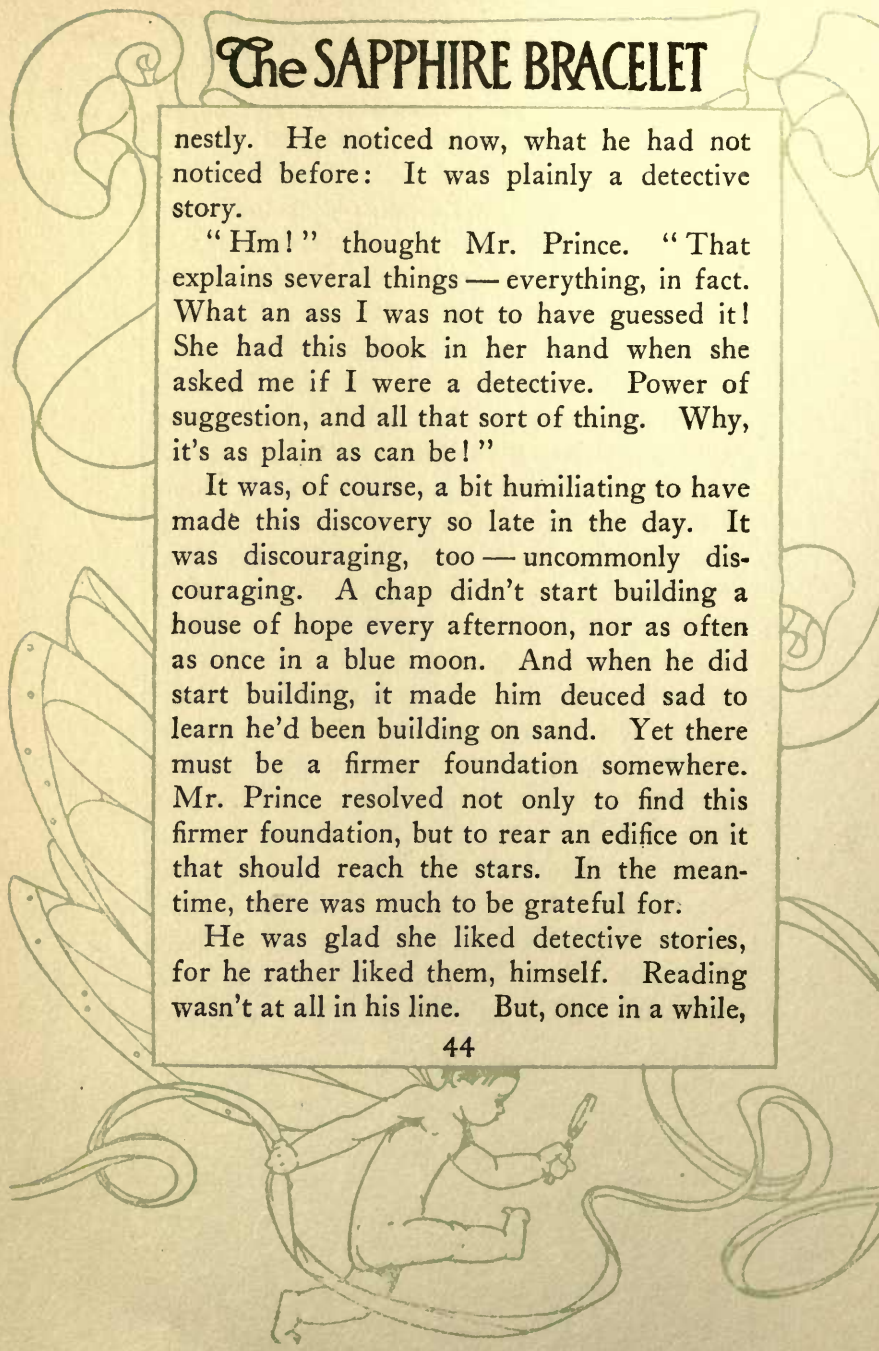 The SAPPHIRE BRACELET
nestly. He noticed now, what he had not
noticed before: It was plainly a detective
story.
" Hm! " thought Mr. Prince. " That
explains several things — everything, in fact.
What an ass I was not to have guessed it!
She had this book in her hand when she
asked me if I were a detective. Power of
suggestion, and all that sort of thing. Why,
it's as plain as can be! "
It was, of course, a bit humiliating to have
made this discovery so late in the day. It
was discouraging, too — uncommonly dis-
couraging. A chap didn't start building a
house of hope every afternoon, nor as often
as once in a blue moon. And when he did
start building, it made him deuced sad to
learn he'd been building on sand. Yet there
must be a firmer foundation somewhere.
Mr. Prince resolved not only to find this
firmer foundation, but to rear an edifice on it
that should reach the stars. In the mean-
time, there was much to be grateful for.
He was glad she liked detective stories,
for he rather liked them, himself. Reading
wasn't at all in his line. But, once in a while,
44